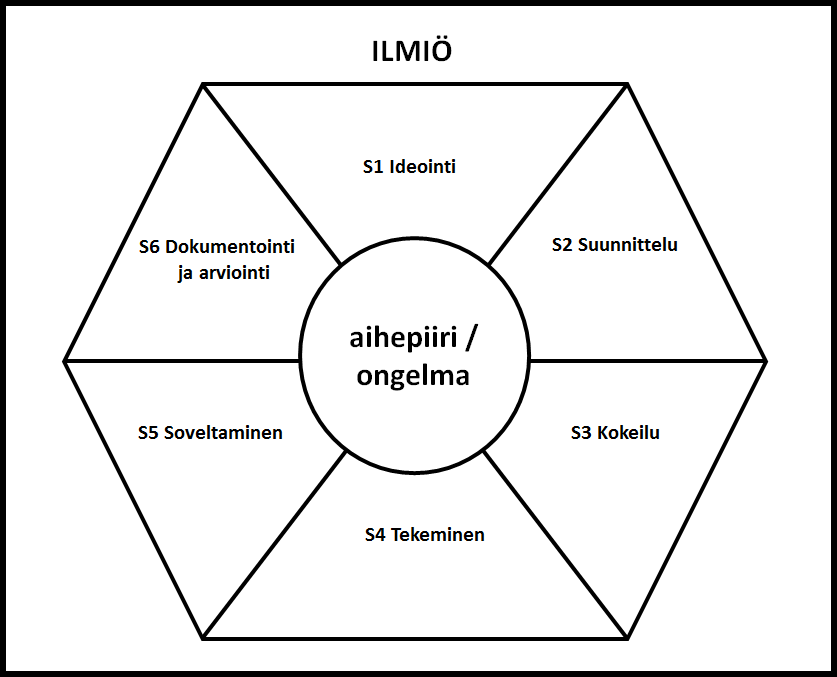 ILMIÖ
S1 Ideointi
S2 Suunnittelu
S6 Dokumentointi
ja arviointi
aihepiiri /
ongelma
S5 Soveltaminen
S3 Kokeilu
S4 Tekeminen